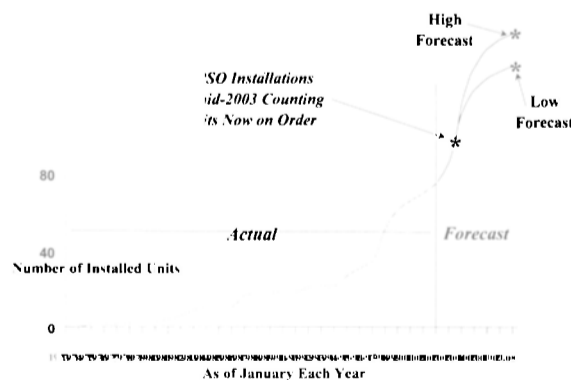 High
Forecast
SO Installations
id-2003 Counting
ts Now on Order
Low
Forecast
80
Actual
Forecast
40
Number of Installed Units
0
As of January Each Year